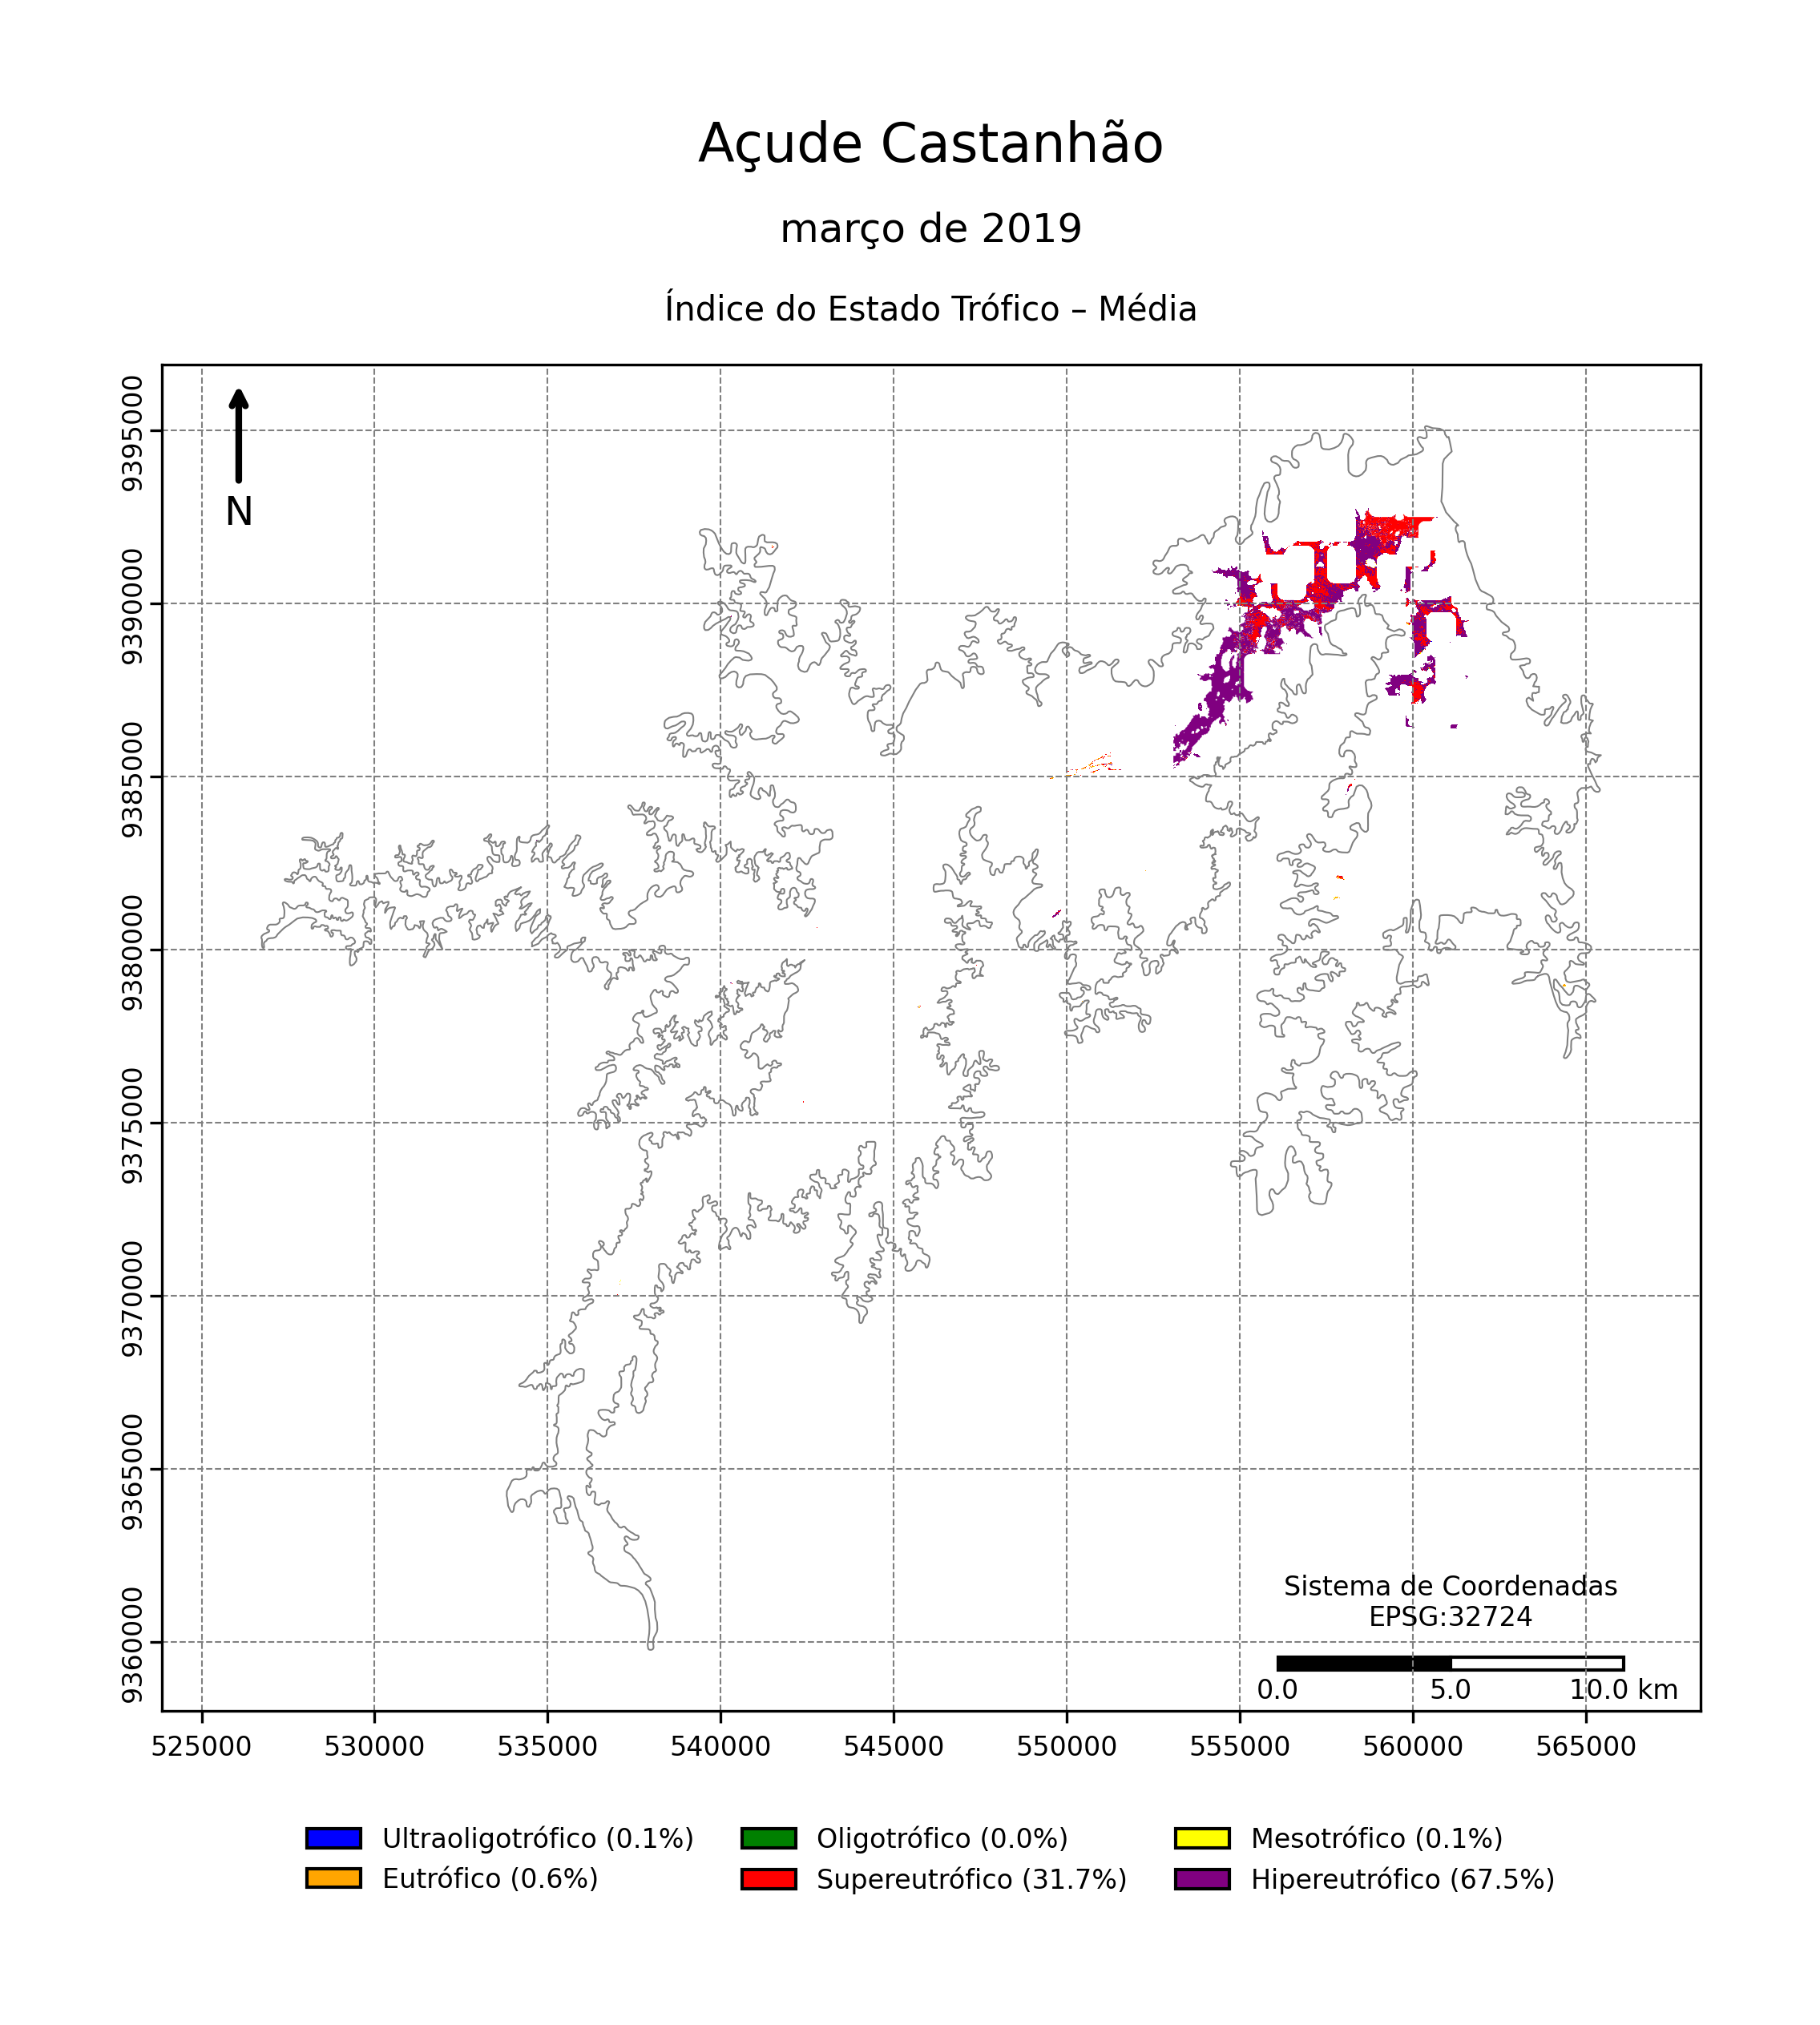 Açude Castanhão
março de 2019
Índice do Estado Trófico – Média
9395000
9390000
9385000
9380000
9375000
9370000
9365000
9360000
N
Sistema de Coordenadas
EPSG:32724
0.0 5.0 10.0 km
525000 530000 535000 540000 545000 550000 555000 560000 565000
Ultraoligotrófico (0.1%) Oligotrófico (0.0%) Mesotrófico (0.1%)
Eutrófico (0.6%) Supereutrófico (31.7%) Hipereutrófico (67.5%)